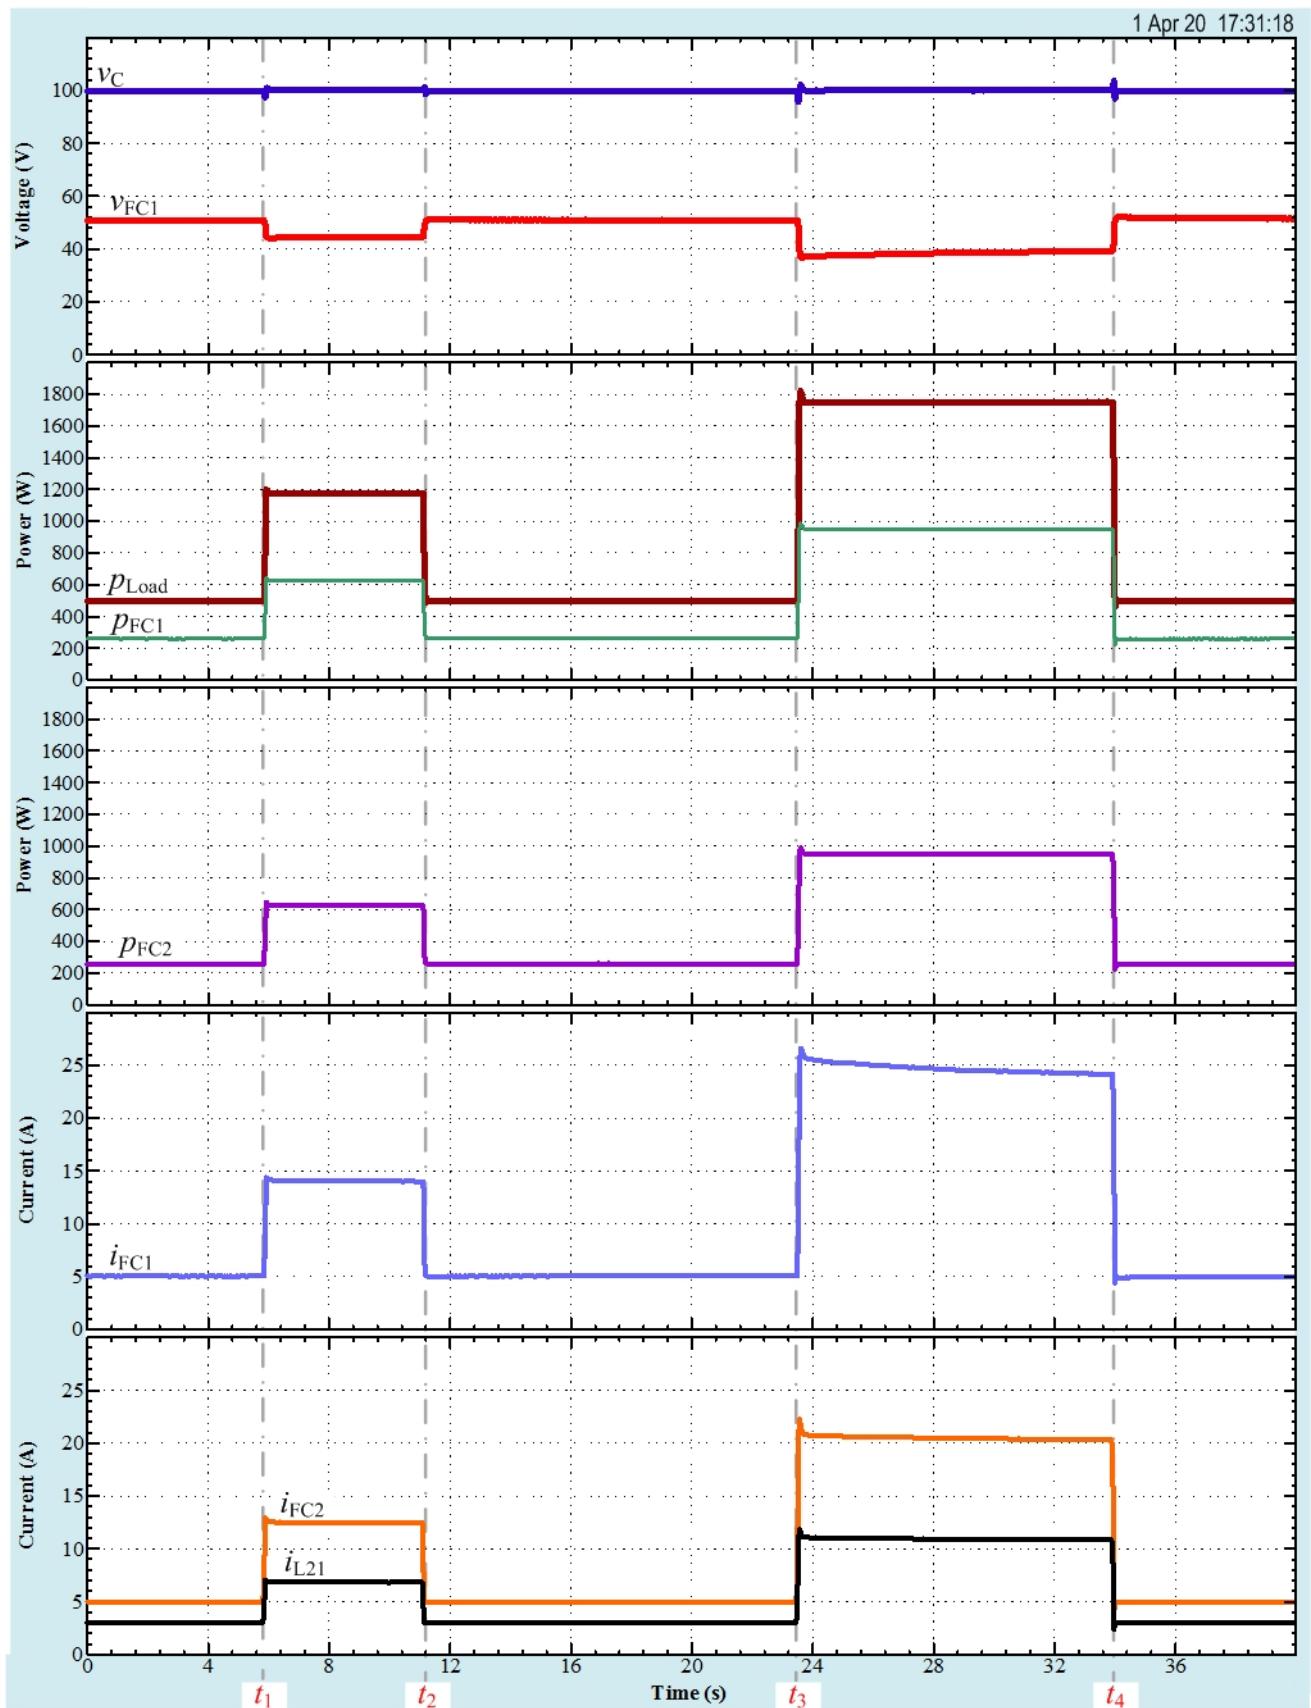 1 Apr 20 17:31:18
Voltage (V)
100
80
60
40
20
0
vC
vFC1
Power (W)
1800
1600
1400
1200
1000
800
600
400
200
0
pLoad
pFC1
Power (W)
1800
1600
1400
1200
1000
800
600
400
200
0
pFC2
Current (A)
25
20
15
10
5
0
iFC1
Current (A)
25
20
15
10
5
0
iFC2
iL21
0 4 8 12 16 20 24 28 32 36
t1 t2 Time (s) t3 t4